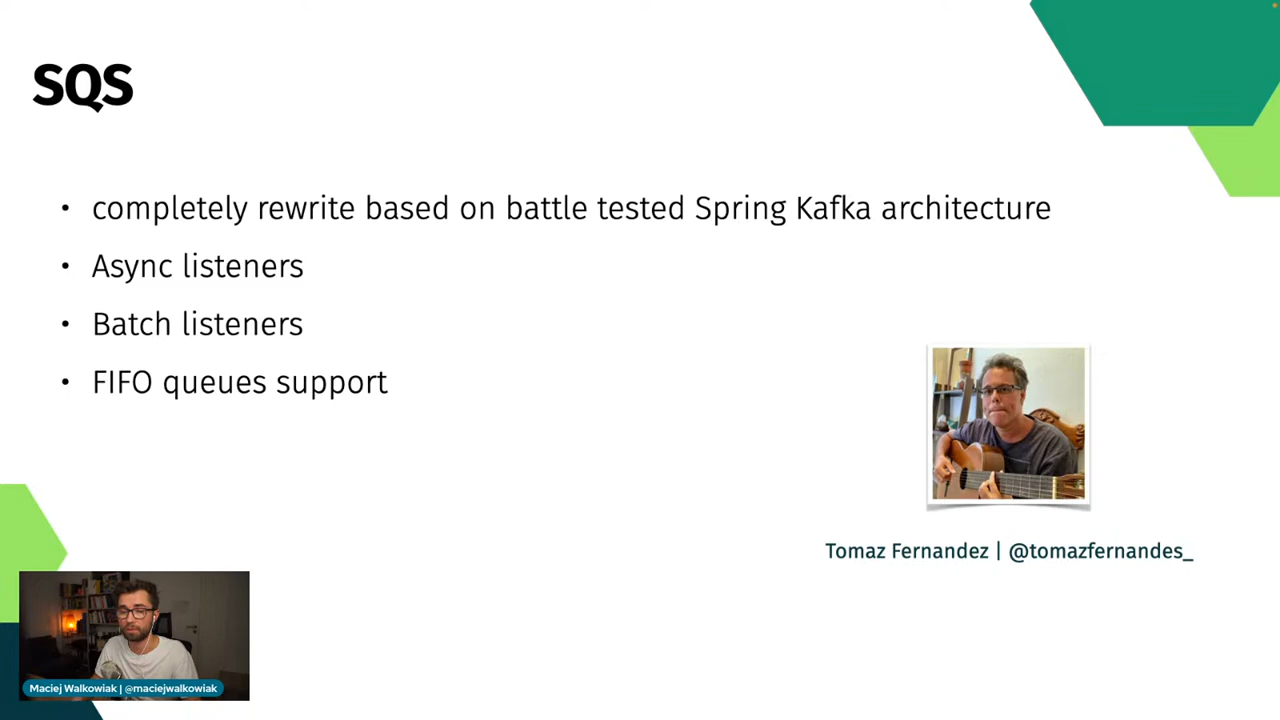 SQS
• completely rewrite based on battle tested Spring Kafka architecture
• Async listeners
• Batch listeners
• FIFO queues support
Tomaz Fernandez | @tomazfernandes_
Maciej Walkowiak | @maciejwalkowiak